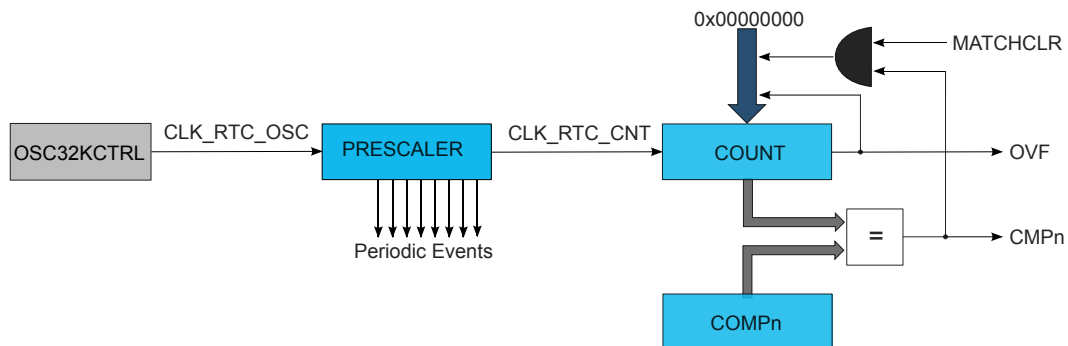 0x00000000
MATCHCLR
OSC32KCTRL
CLK_RTC_OSC
PRESCALER
CLK_RTC_CNT
COUNT
OVF
Periodic Events
=
CMPn
COMPn